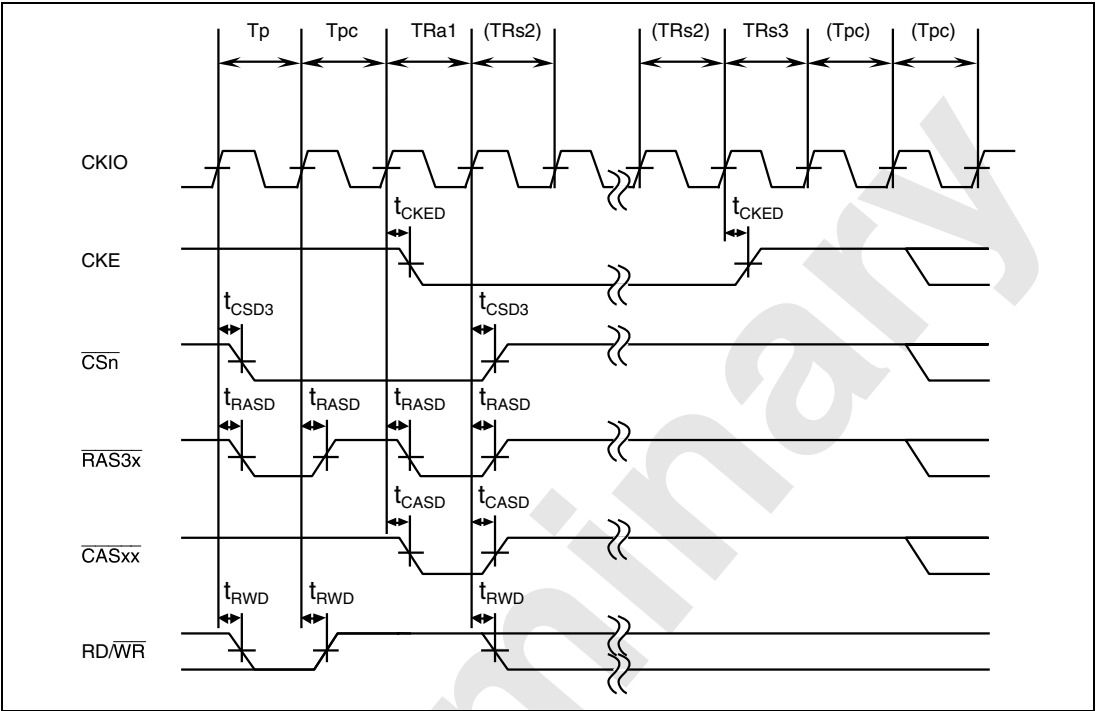 Tp Tpc TRa1 (TRs2) (TRs2) TRs3 (Tpc) (Tpc)
CKIO
tCKED tCKED
CKE
tCSD3 tCSD3
CSn
tRASD tRASD tRASD tRASD
RAS3x
tCASD tCASD
CASxx
tRWD tRWD tRWD
RD/WR
minary